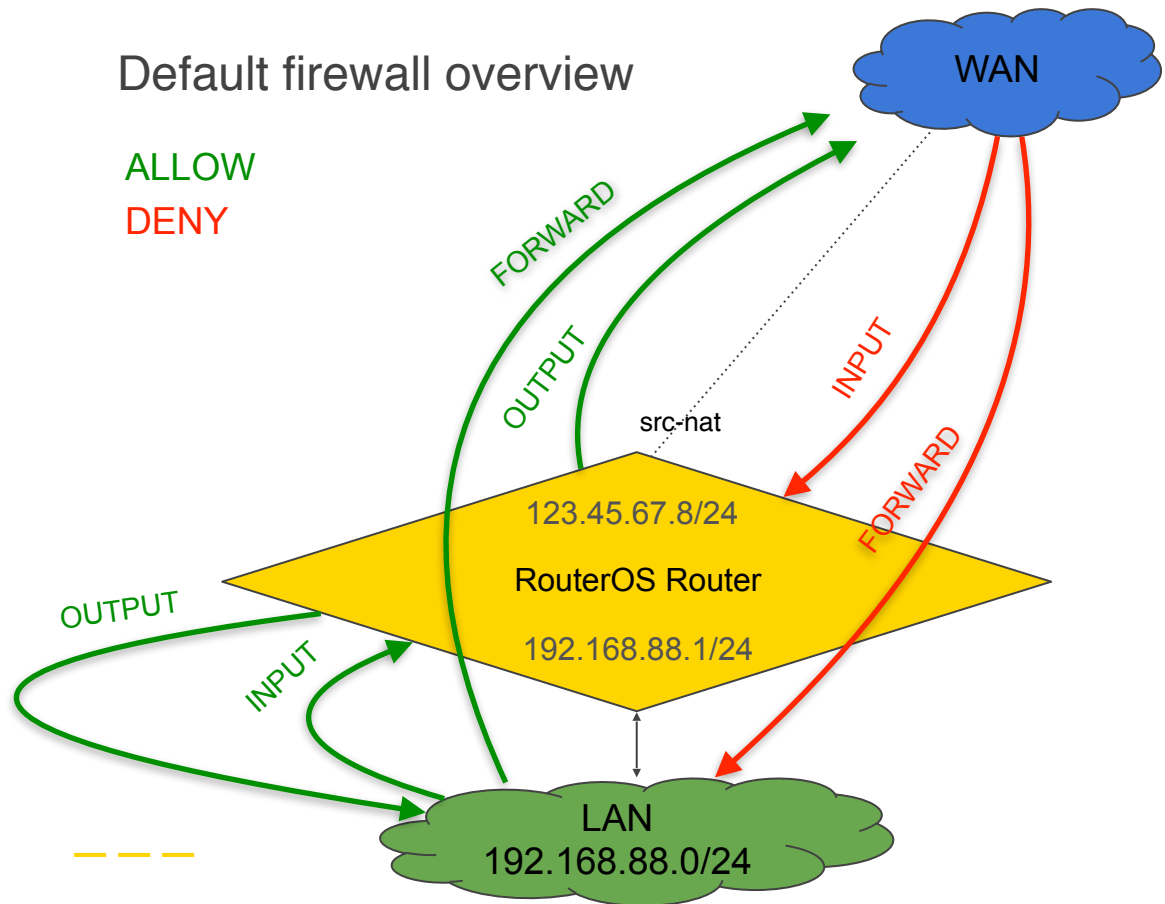 Default firewall overview
WAN
ALLOW
DENY
FORWARD
OUTPUT
INPUT
src-nat
FORWARD
123.45.67.8/24
RouterOS Router
OUTPUT
INPUT
192.168.88.1/24
LAN
192.168.88.0/24